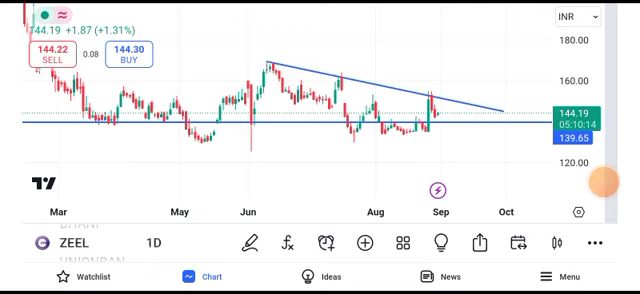 INR
180.00
144.19 +1.87 (+1.31%)
144.22
SELL
0.08
144.30
BUY
160.00
144.19
05:10:14
139.65
120.00
Mar
May
Jun
Aug
Sep
Oct
ZEEL
1D
UNIONBAN
Watchlist
Chart
Ideas
News
Menu